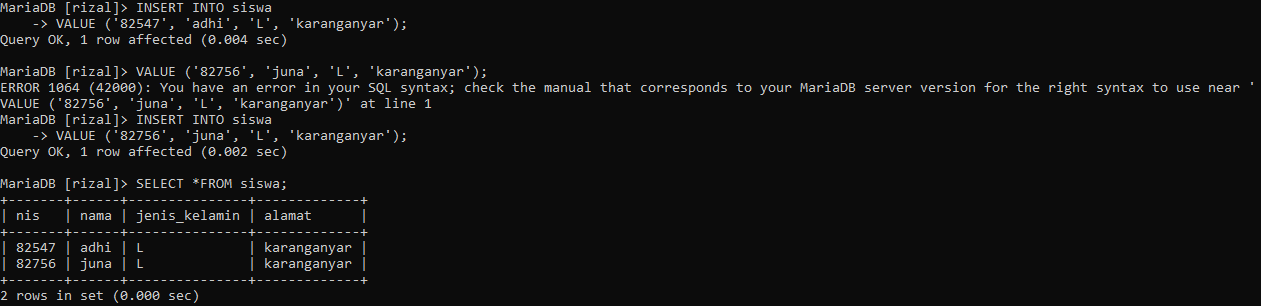 MariaDB [rizal]> INSERT INTO siswa
    -> VALUE ('82547', 'adhi', 'L', 'karanganyar');
Query OK, 1 row affected (0.004 sec)

MariaDB [rizal]> VALUE ('82756', 'juna', 'L', 'karanganyar');
ERROR 1064 (42000): You have an error in your SQL syntax; check the manual that corresponds to your MariaDB server version for the right syntax to use near '
VALUE ('82756', 'juna', 'L', 'karanganyar')' at line 1
MariaDB [rizal]> INSERT INTO siswa
    -> VALUE ('82756', 'juna', 'L', 'karanganyar');
Query OK, 1 row affected (0.002 sec)

MariaDB [rizal]> SELECT *FROM siswa;
+-------+------+---------------+-------------+
| nis   | nama | jenis_kelamin | alamat      |
+-------+------+---------------+-------------+
| 82547 | adhi | L             | karanganyar |
| 82756 | juna | L             | karanganyar |
+-------+------+---------------+-------------+
2 rows in set (0.000 sec)